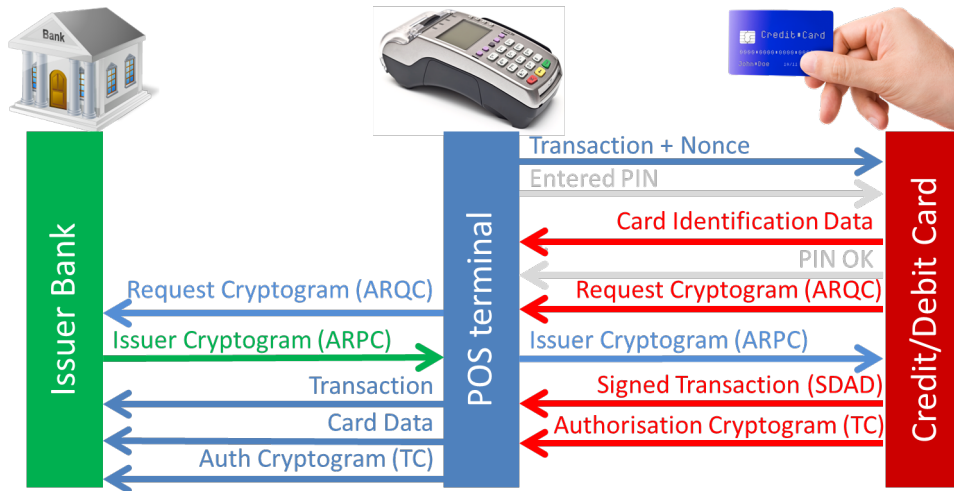 Bank
Credit Card
John Doe
Transaction + Nonce
Entered PIN
Card Identification Data
PIN OK
Request Cryptogram (ARQC)
Request Cryptogram (ARQC)
Issuer Cryptogram (ARPC)
Issuer Cryptogram (ARPC)
Transaction
Signed Transaction (SDAD)
Card Data
Authorisation Cryptogram (TC)
Auth Cryptogram (TC)
Issuer Bank
POS terminal
Credit/Debit Card